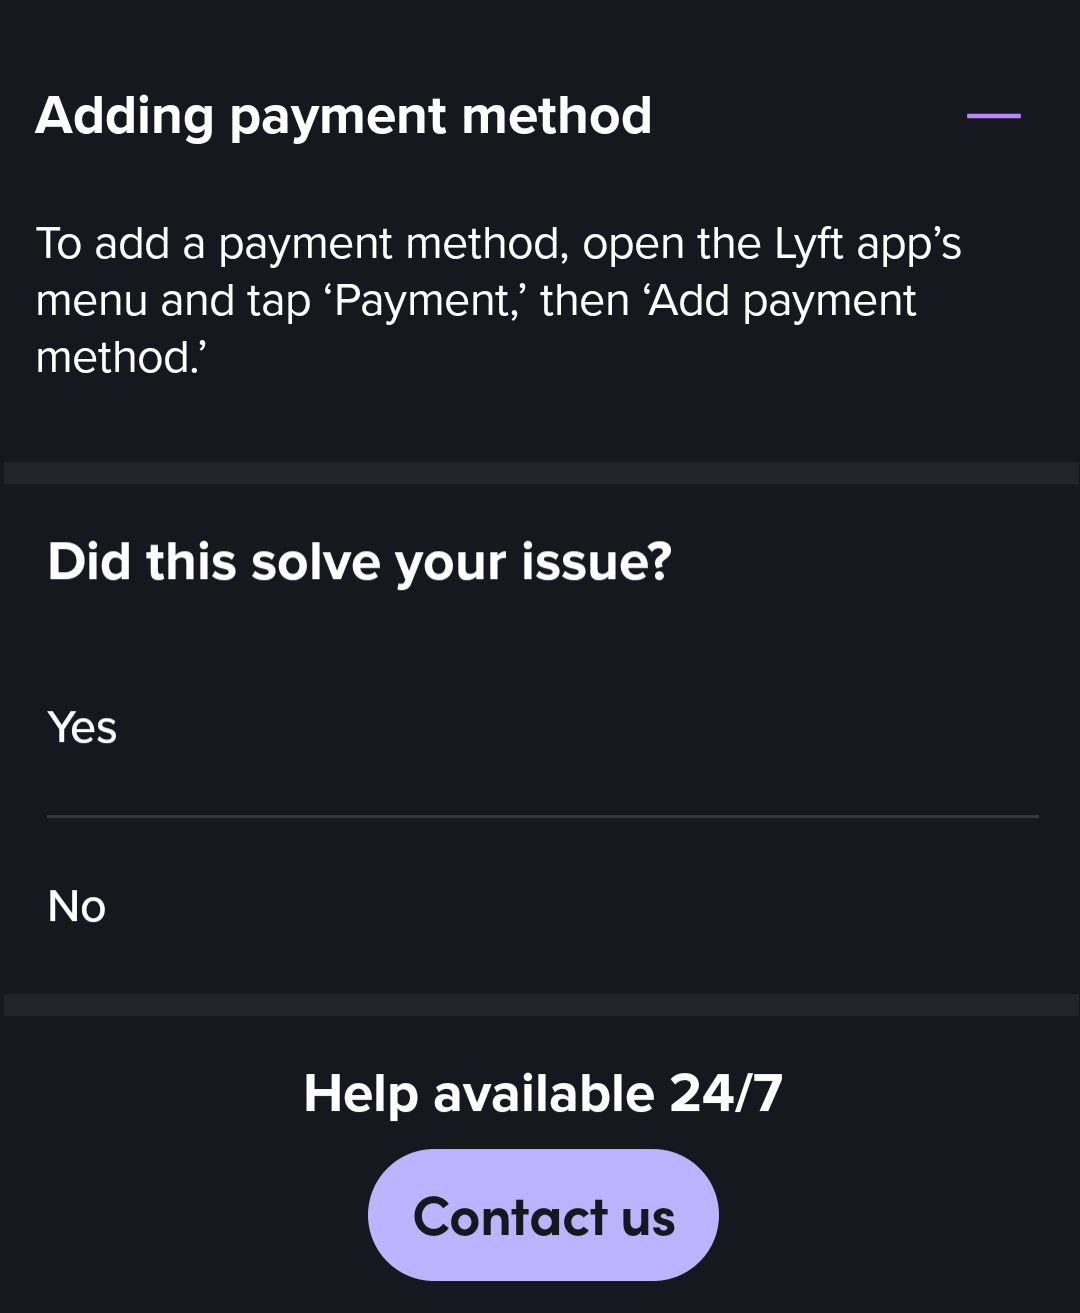 Adding payment method
To add a payment method, open the Lyft app’s
menu and tap ‘Payment,’ then ‘Add payment
method.’
Did this solve your issue?
Yes
No
Help available 24/7
Contact us